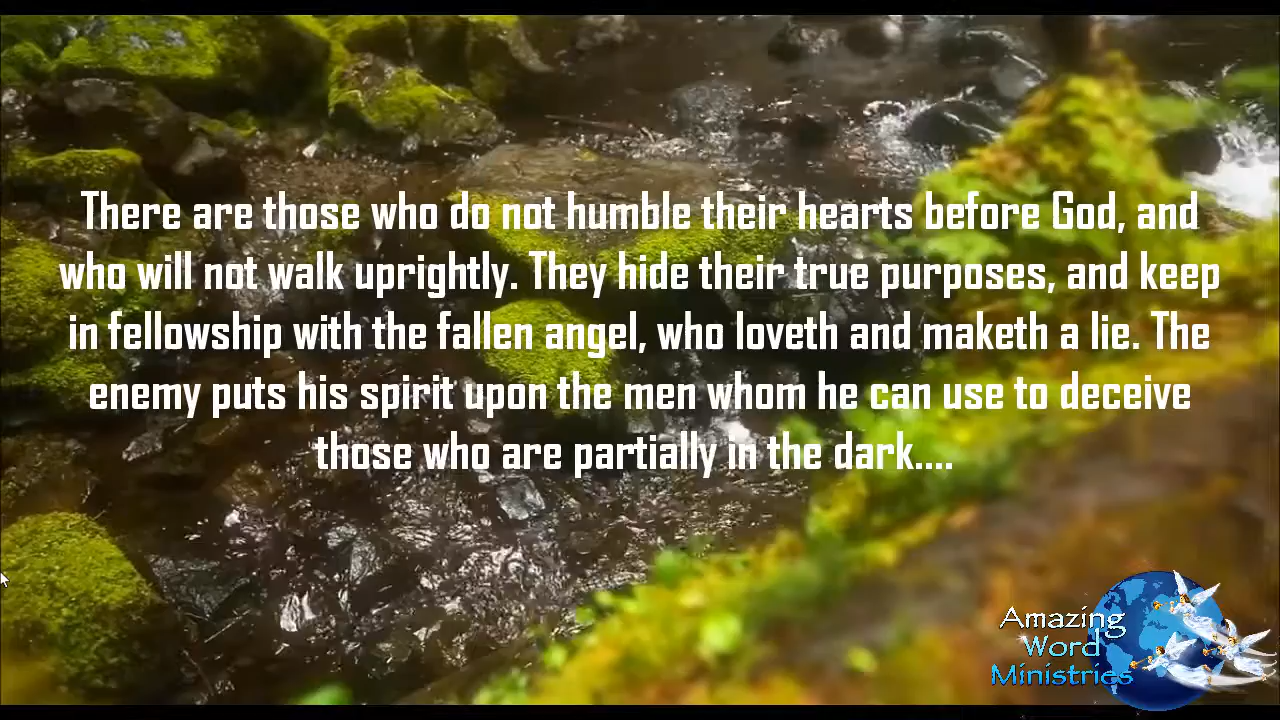 There are those who do not humble their hearts before God, and
who will not walk uprightly. They hide their true purposes, and keep
in fellowship with the fallen angel, who loveth and maketh a lie. The
enemy puts his spirit upon the men whom he can use to deceive
those who are partially in the dark....
Amazing
Word
Ministries